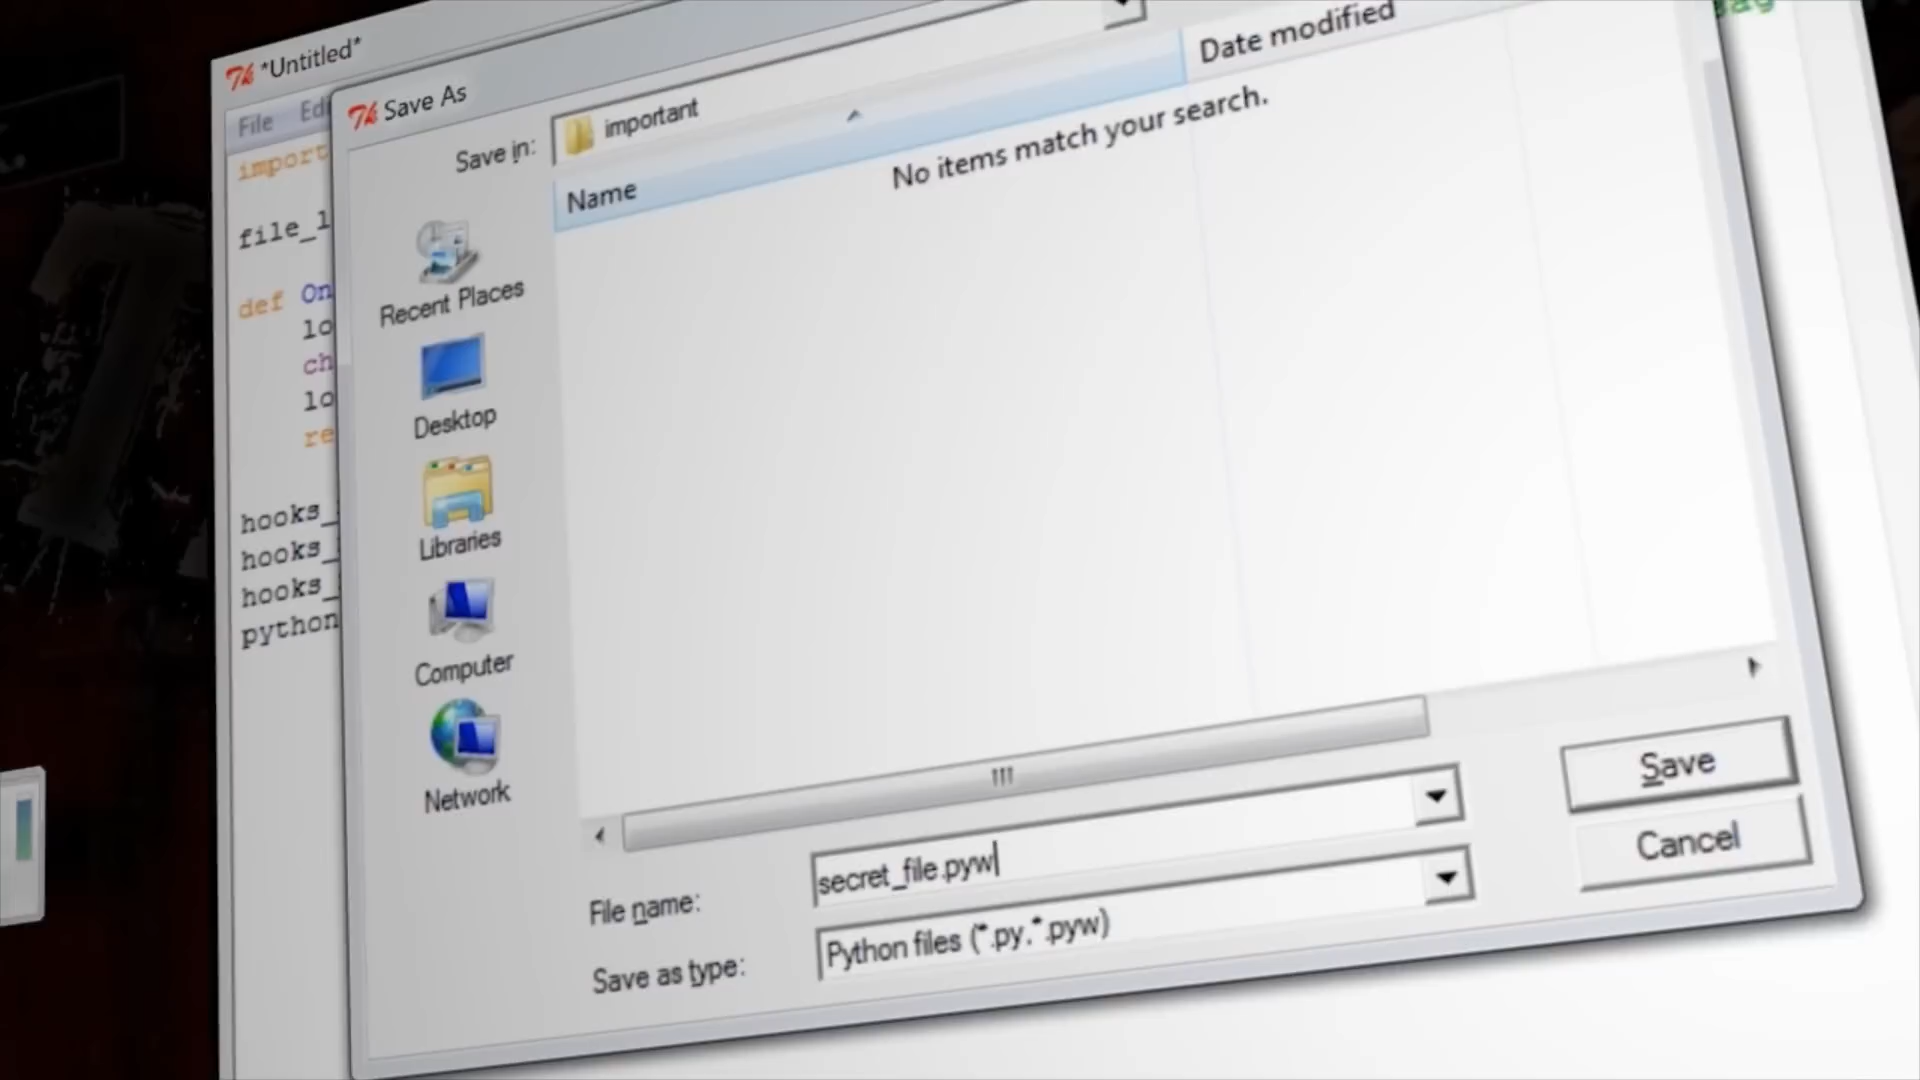 *Untitled*
File Edi
import
file_l
def On
lo
ch
lo
re
hooks_
hooks_
hooks_
python
Save As
Save in: important
Name
Date modified
No items match your search.
Recent Places
Desktop
Libraries
Computer
Network
File name: secret_file.pyw
Save as type: Python files (*.py,*.pyw)
Save
Cancel